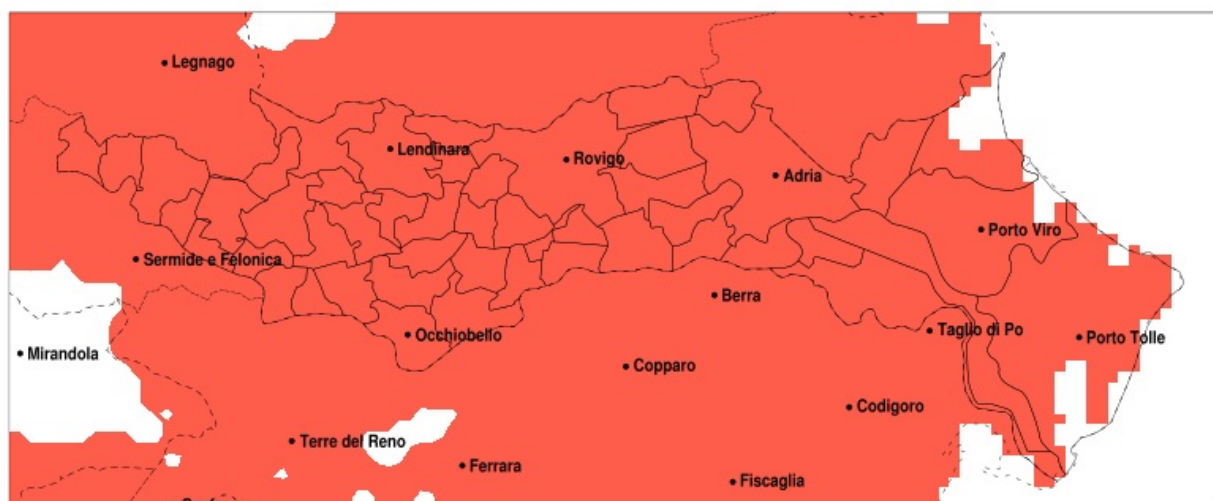 Legnago
Lendinara
Rovigo
Adria
Porto Viro
Sermide e Felonica
Berra
Taglio di Po
Occhiobello
Porto Tolle
Mirandola
Copparo
Codigoro
Terre del Reno
Ferrara
Fiscaglia